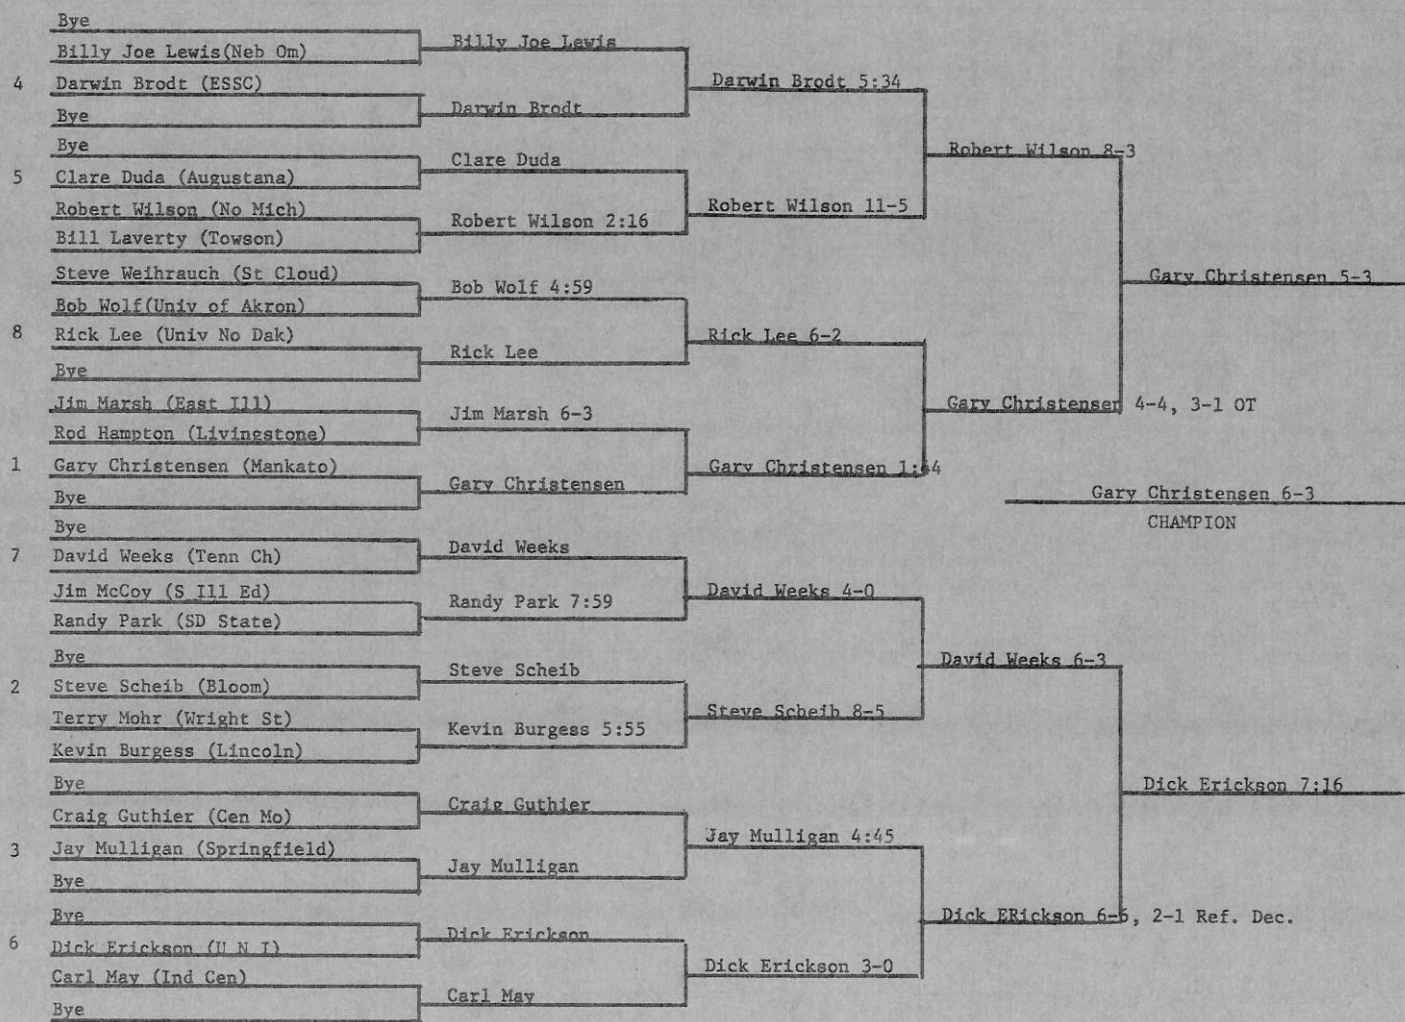 Bye
Billy Joe Lewis(Neb Om)
4 Darwin Brodt (ESSC)
Bye
Bye
5 Clare Duda (Augustana)
Robert Wilson (No Mich)
Bill Laverty (Towson)
Steve Weihrauch (St Cloud)
Bob Wolf(Univ of Akron)
8 Rick Lee (Univ No Dak)
Bye
Jim Marsh (East Ill)
Rod Hampton (Livingstone)
1 Gary Christensen (Mankato)
Bye
Bye
7 David Weeks (Tenn Ch)
Jim McCoy (S Ill Ed)
Randy Park (SD State)
Bye
2 Steve Scheib (Bloom)
Terry Mohr (Wright St)
Kevin Burgess (Lincoln)
Bye
Craig Guthier (Cen Mo)
3 Jay Mulligan (Springfield)
Bye
Bye
6 Dick Erickson (U N I)
Carl May (Ind Cen)
Bye
Billy Joe Lewis
Darwin Brodt
Clare Duda
Robert Wilson 2:16
Bob Wolf 4:59
Rick Lee
Jim Marsh 6-3
Gary Christensen
David Weeks
Randy Park 7:59
Steve Scheib
Kevin Burgess 5:55
Craig Guthier
Jay Mulligan
Dick Erickson
Carl May
Darwin Brodt 5:34
Robert Wilson 11-5
Rick Lee 6-2
Gary Christensen
David Weeks 4-0
Steve Scheib 8-5
Jay Mulligan 4:45
Dick Erickson 3-0
Robert Wilson 8-3
Gary Christensen 4-4, 3-1 OT
David Weeks 6-3
Dick ERickson 6-6, 2-1 Ref. Dec.
Gary Christensen 5-3
Dick Erickson 7:16
Gary Christensen 6-3
CHAMPION